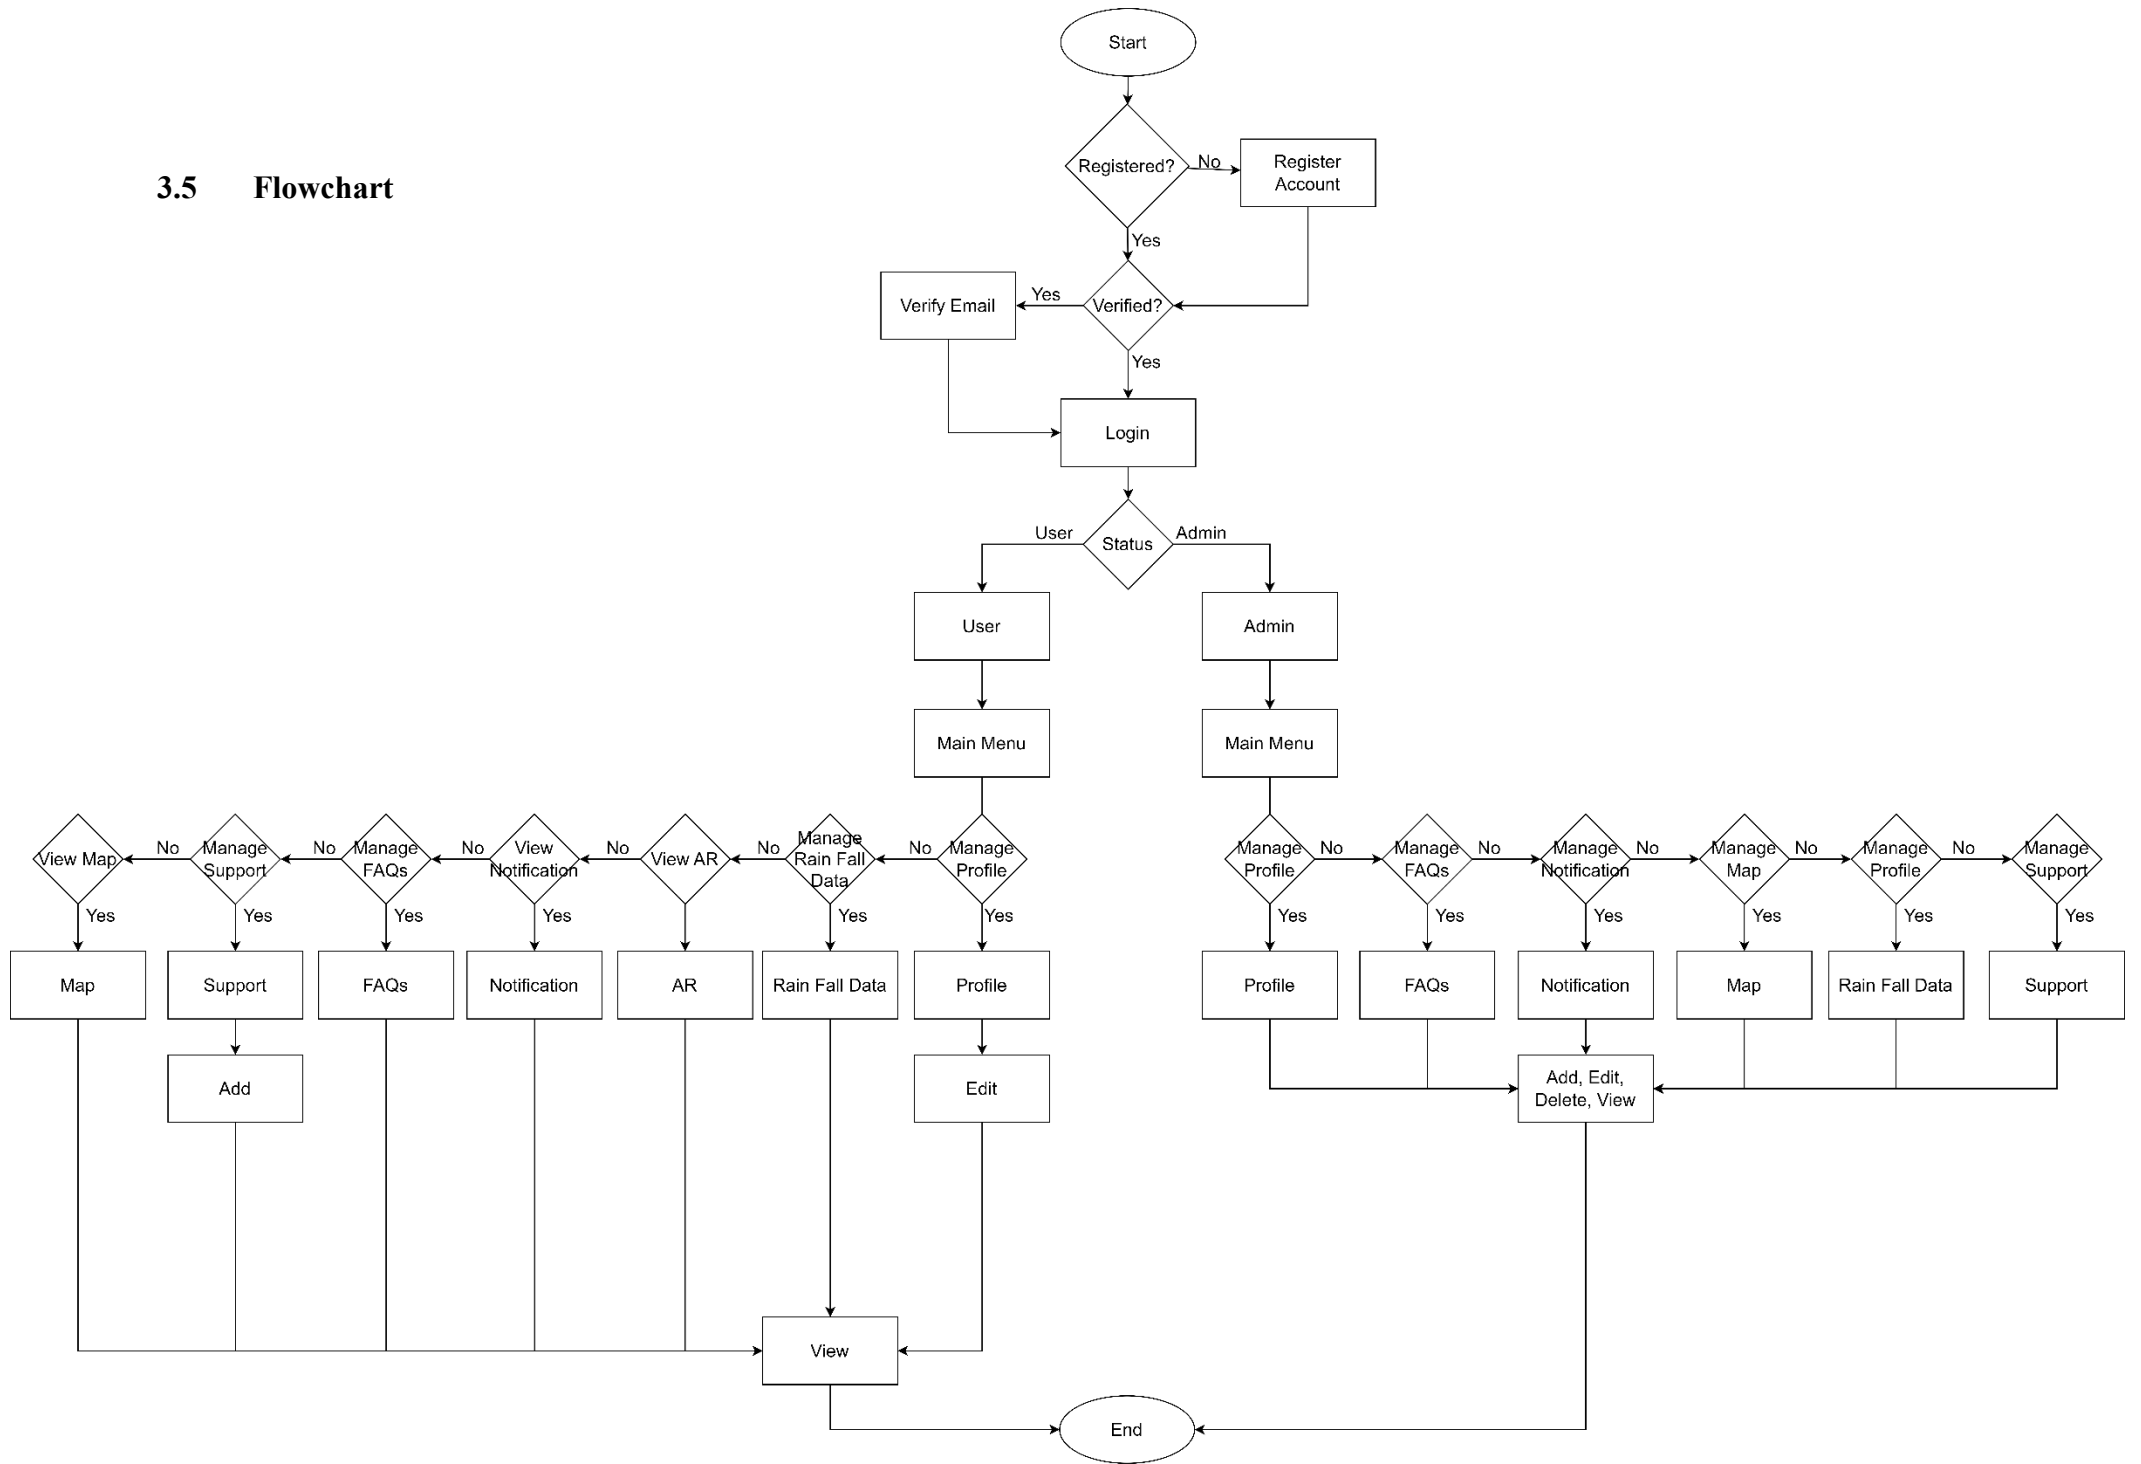 Start
Registered?
No
Register
Account
3.5 Flowchart
Yes
Verify Email
Yes
Verified?
Yes
Login
User
Status
Admin
User
Admin
Main Menu
Main Menu
View Map
No
Manage
Support
No
Manage
FAQs
No
View
Notification
No
View AR
No
Manage
Rain Fall
Data
No
Manage
Profile
Manage
Profile
No
Manage
FAQs
No
Manage
Notification
No
Manage
Map
No
Manage
Profile
No
Manage
Support
Yes
Yes
Yes
Yes
Yes
Yes
Yes
Yes
Yes
Yes
Yes
Yes
Map
Support
FAQs
Notification
AR
Rain Fall Data
Profile
Profile
FAQs
Notification
Map
Rain Fall Data
Support
Add
Edit
Add, Edit,
Delete, View
View
End